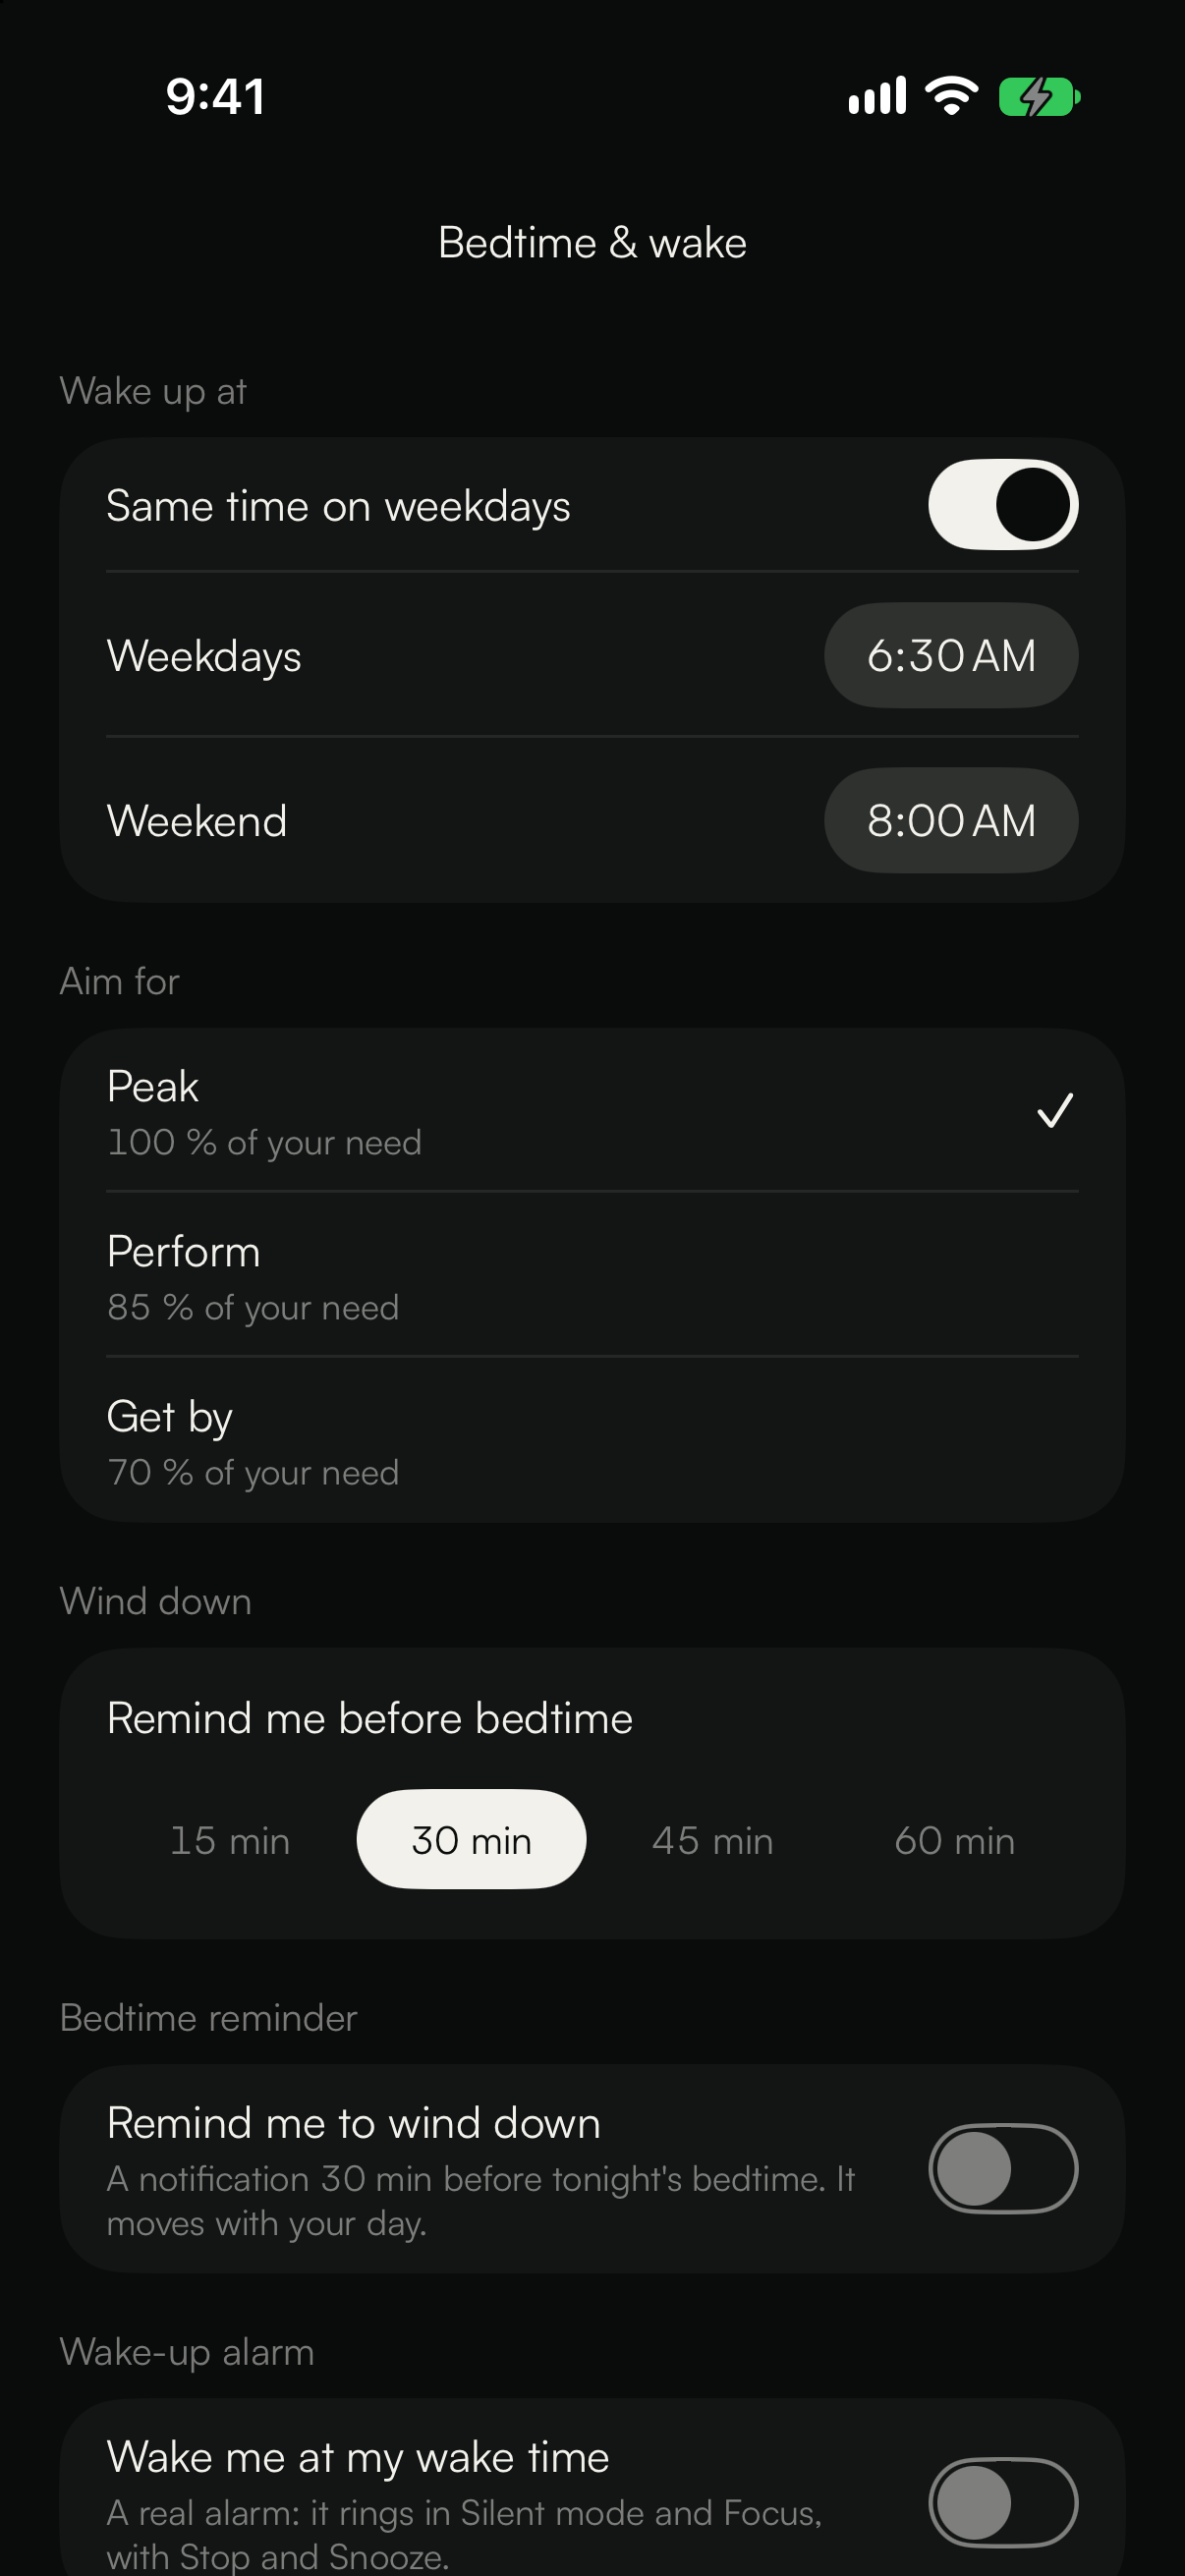 9:41
Bedtime & wake
Wake up at
Same time on weekdays
Weekdays
6:30 AM
Weekend
8:00 AM
Aim for
Peak
100 % of your need
Perform
85 % of your need
Get by
70 % of your need
Wind down
Remind me before bedtime
15 min
30 min
45 min
60 min
Bedtime reminder
Remind me to wind down
A notification 30 min before tonight's bedtime. It
moves with your day.
Wake-up alarm
Wake me at my wake time
A real alarm: it rings in Silent mode and Focus,
with Stop and Snooze.